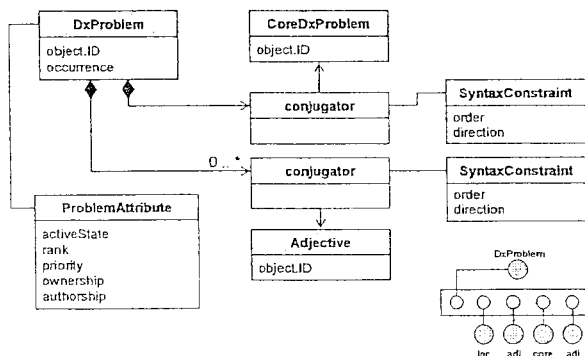 DxProblem
object.ID
occurrence
CoreDxProblem
object.ID
conjugator
SyntaxConstraint
order
direction
0..*
conjugator
SyntaxConstraint
order
direction
ProblemAttribute
activeState
rank
priority
ownership
authorship
Adjective
object.ID
DxProblem
loc adj core adj